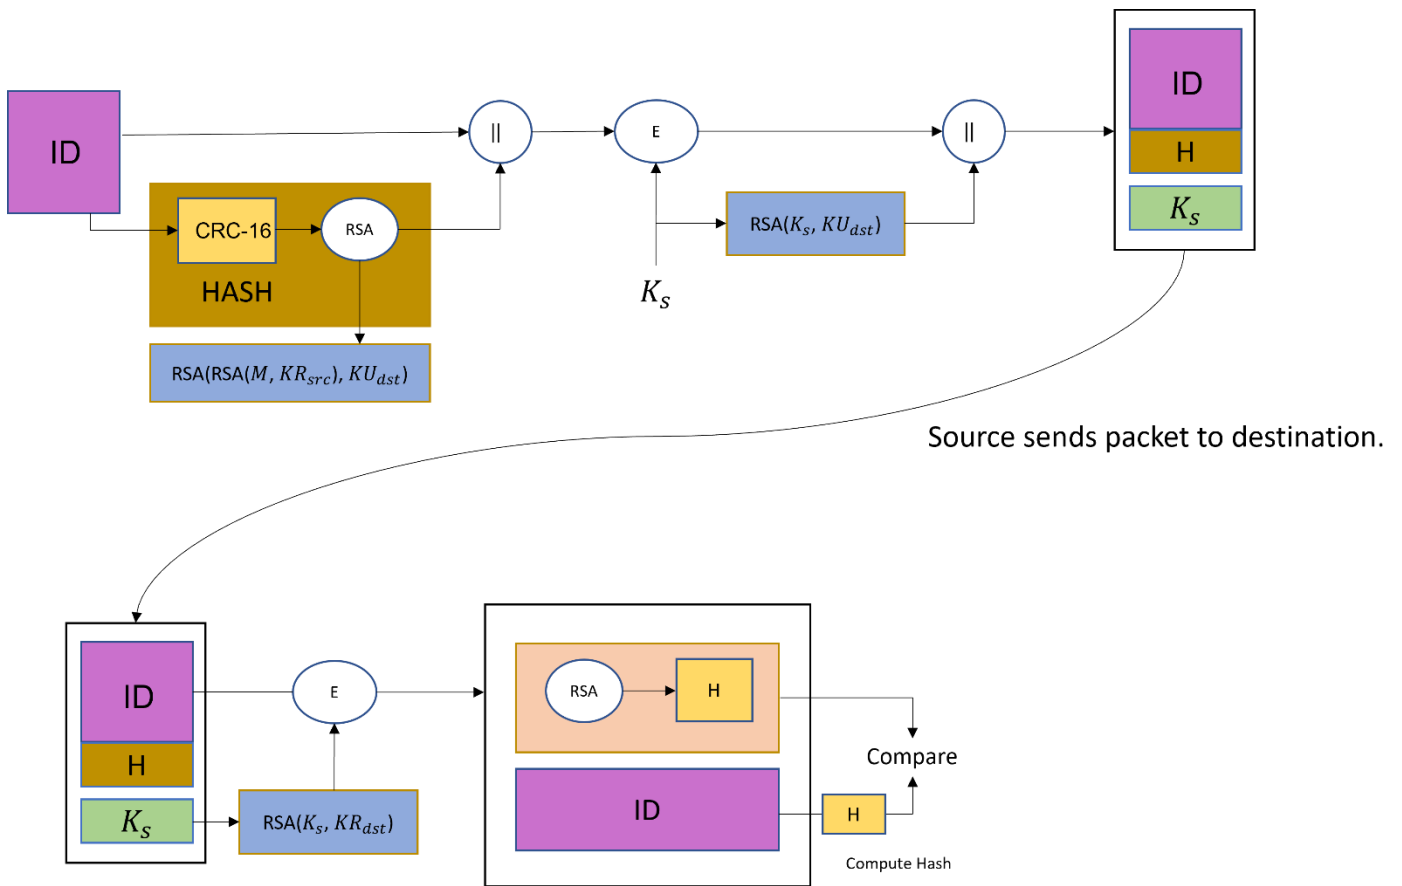 ID
||
E
||
ID
H
K_s
CRC-16
RSA
HASH
RSA(K_s, KU_dst)
K_s
RSA(RSA(M, KR_src), KU_dst)
Source sends packet to destination.
ID
H
K_s
E
RSA(K_s, KR_dst)
RSA
H
ID
Compare
H
Compute Hash